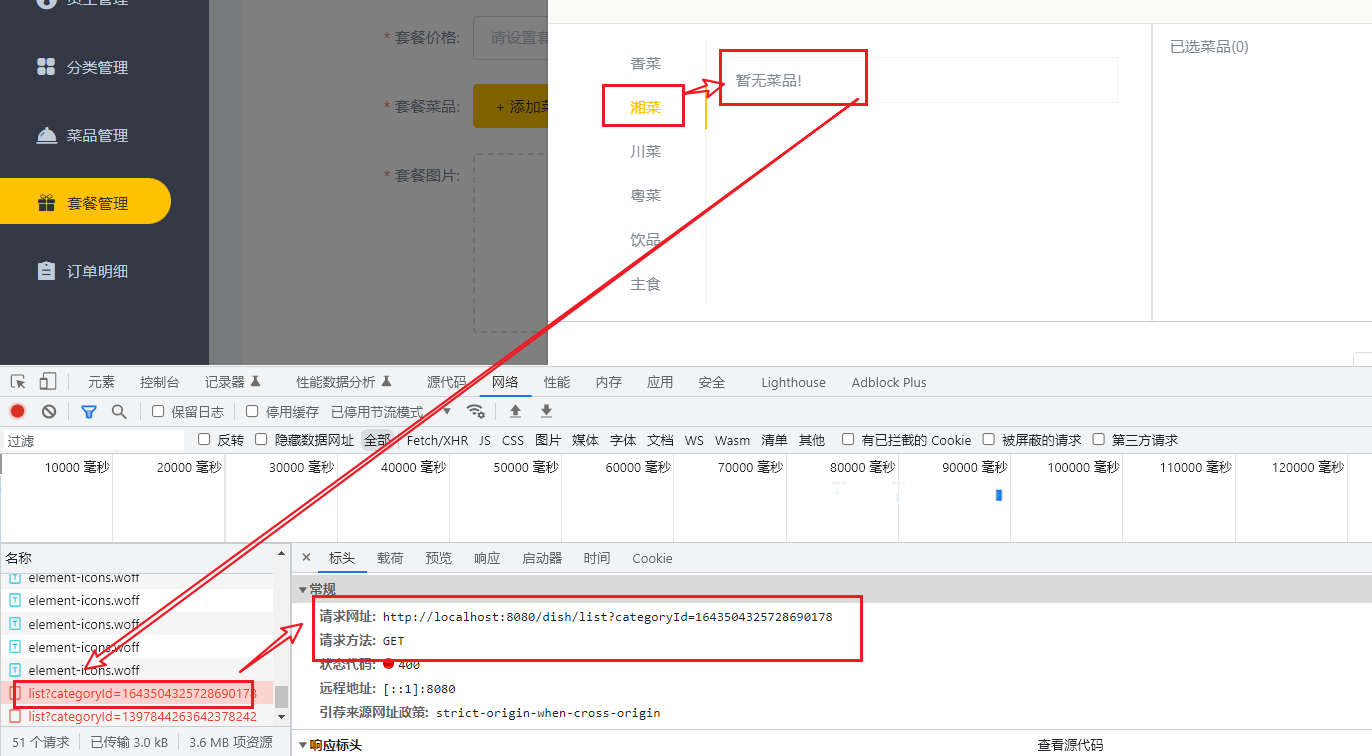 员工管理
* 套餐价格:
请设置套
分类管理
* 套餐菜品:
+ 添加菜
菜品管理
* 套餐图片:
套餐管理
订单明细
香菜
湘菜
川菜
粤菜
饮品
主食
暂无菜品!
已选菜品(0)
元素 控制台 记录器 性能数据分析 源代码 网络 性能 内存 应用 安全 Lighthouse Adblock Plus
保留日志 停用缓存 已停用节流模式
过滤 反转 隐藏数据网址 全部 Fetch/XHR JS CSS 图片 媒体 字体 文档 WS Wasm 清单 其他 有已拦截的 Cookie 被屏蔽的请求 第三方请求
10000 毫秒 20000 毫秒 30000 毫秒 40000 毫秒 50000 毫秒 60000 毫秒 70000 毫秒 80000 毫秒 90000 毫秒 100000 毫秒 110000 毫秒 120000 毫秒
名称
element-icons.woff
element-icons.woff
element-icons.woff
element-icons.woff
element-icons.woff
list?categoryId=1643504325728690178
list?categoryId=1397844263642378242
51 个请求 已传输 3.0 kB 3.6 MB 项资源
× 标头 载荷 预览 响应 启动器 时间 Cookie
常规
请求网址: http://localhost:8080/dish/list?categoryId=1643504325728690178
请求方法: GET
状态代码: 400
远程地址: [::1]:8080
引荐来源网址政策: strict-origin-when-cross-origin
响应标头 查看源代码